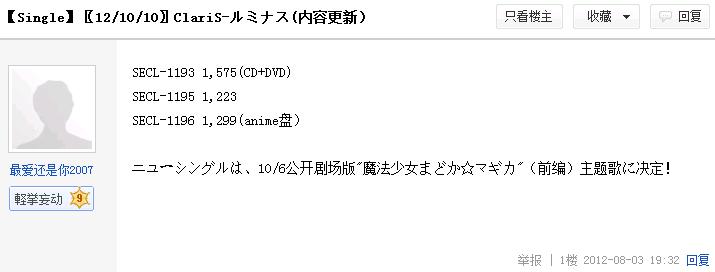 【Single】〖12/10/10〗ClariS-ルミナス(内容更新)
只看楼主
收藏
回复
SECL-1193 1,575(CD+DVD)
SECL-1195 1,223
SECL-1196 1,299(anime盘)
最爱还是你2007
軽挙妄动 9
ニューシングルは、10/6公开剧场版"魔法少女まどか☆マギカ"（前编）主题歌に决定!
举报 | 1楼 2012-08-03 19:32 回复